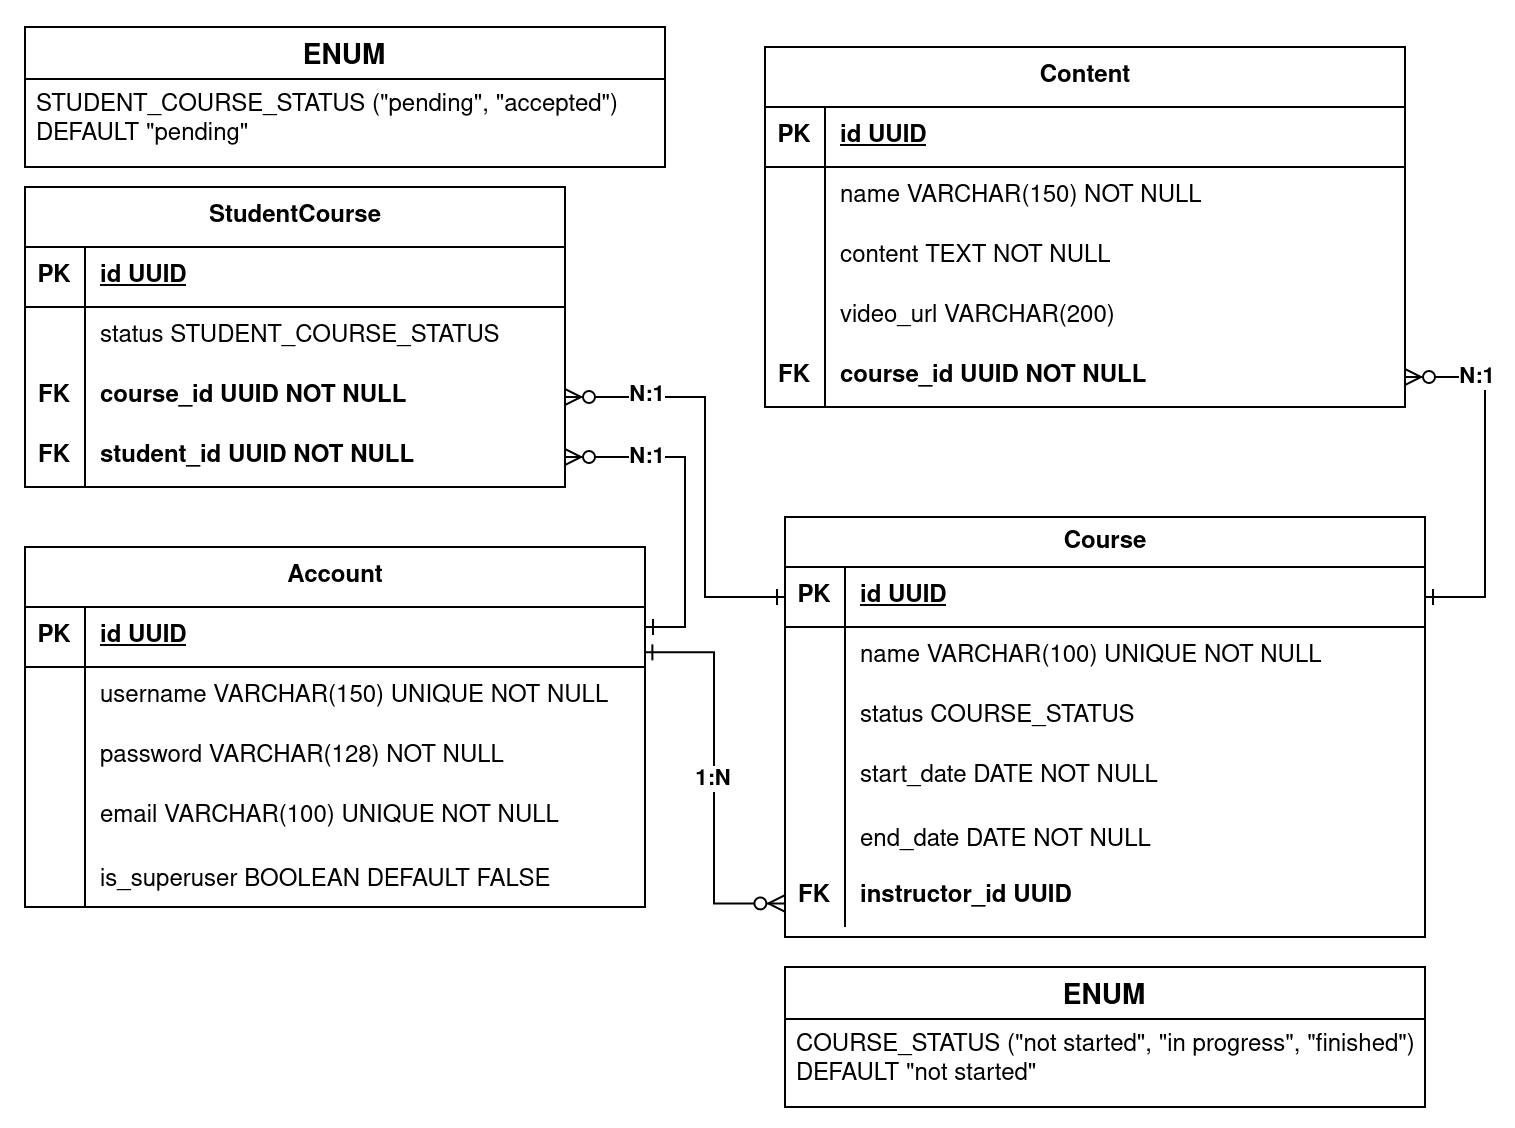 ENUM
STUDENT_COURSE_STATUS ("pending", "accepted")
DEFAULT "pending"
StudentCourse
PK id UUID
status STUDENT_COURSE_STATUS
FK course_id UUID NOT NULL
FK student_id UUID NOT NULL
N:1
N:1
Account
PK id UUID
username VARCHAR(150) UNIQUE NOT NULL
password VARCHAR(128) NOT NULL
email VARCHAR(100) UNIQUE NOT NULL
is_superuser BOOLEAN DEFAULT FALSE
1:N
Content
PK id UUID
name VARCHAR(150) NOT NULL
content TEXT NOT NULL
video_url VARCHAR(200)
FK course_id UUID NOT NULL
N:1
Course
PK id UUID
name VARCHAR(100) UNIQUE NOT NULL
status COURSE_STATUS
start_date DATE NOT NULL
end_date DATE NOT NULL
FK instructor_id UUID
ENUM
COURSE_STATUS ("not started", "in progress", "finished")
DEFAULT "not started"